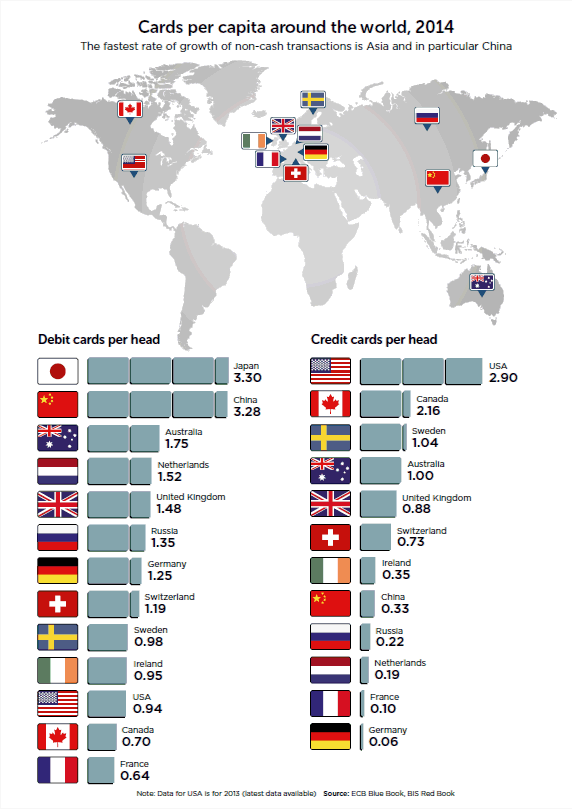 Cards per capita around the world, 2014
The fastest rate of growth of non-cash transactions is Asia and in particular China
Debit cards per head
Japan
3.30
China
3.28
Australia
1.75
Netherlands
1.52
United Kingdom
1.48
Russia
1.35
Germany
1.25
Switzerland
1.19
Sweden
0.98
Ireland
0.95
USA
0.94
Canada
0.70
France
0.64
Credit cards per head
USA
2.90
Canada
2.16
Sweden
1.04
Australia
1.00
United Kingdom
0.88
Switzerland
0.73
Ireland
0.35
China
0.33
Russia
0.22
Netherlands
0.19
France
0.10
Germany
0.06
Note: Data for USA is for 2013 (latest data available) Source: ECB Blue Book, BIS Red Book